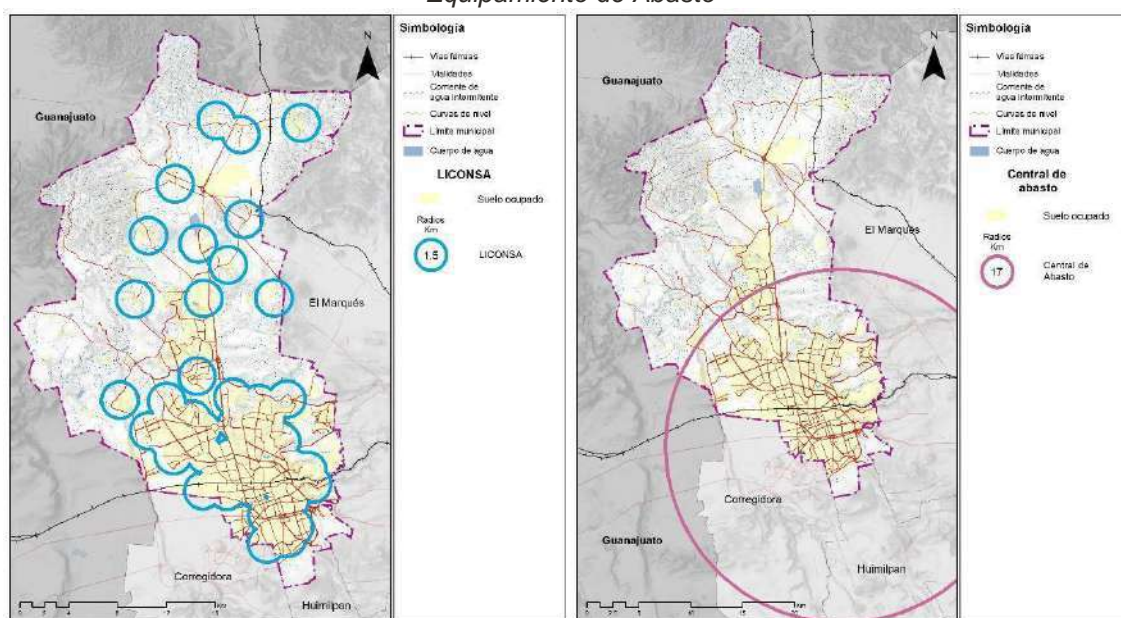 Equipamiento de Abasto
Simbología
Vías férreas
Vialidades
Corriente de
agua intermitente
Curvas de nivel
Límite municipal
Cuerpo de agua
LICONSA
Suelo ocupado
Radios
Km
1.5
LICONSA
N
Guanajuato
El Marqués
Corregidora
Huimilpan
Simbología
Vías férreas
Vialidades
Corriente de
agua intermitente
Curvas de nivel
Límite municipal
Cuerpo de agua
Central de
abasto
Suelo ocupado
Radios
Km
17
Central de
Abasto
N
Guanajuato
El Marqués
Corregidora
Guanajuato
Huimilpan